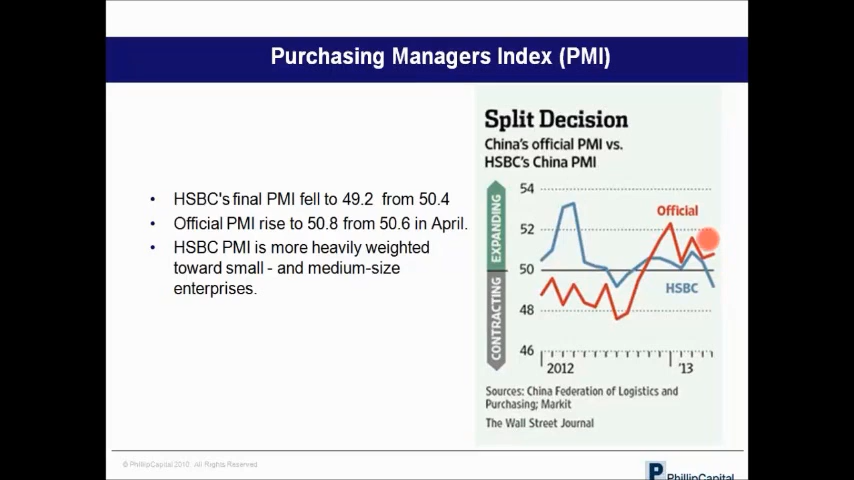 Purchasing Managers Index (PMI)
• HSBC's final PMI fell to 49.2 from 50.4
• Official PMI rise to 50.8 from 50.6 in April.
• HSBC PMI is more heavily weighted
toward small - and medium-size
enterprises.
Split Decision
China's official PMI vs.
HSBC's China PMI
EXPANDING
CONTRACTING
54
52
50
48
46
Official
HSBC
2012
'13
Sources: China Federation of Logistics and
Purchasing; Markit
The Wall Street Journal
© PhillipCapital 2010. All Rights Reserved
P PhillipCapital